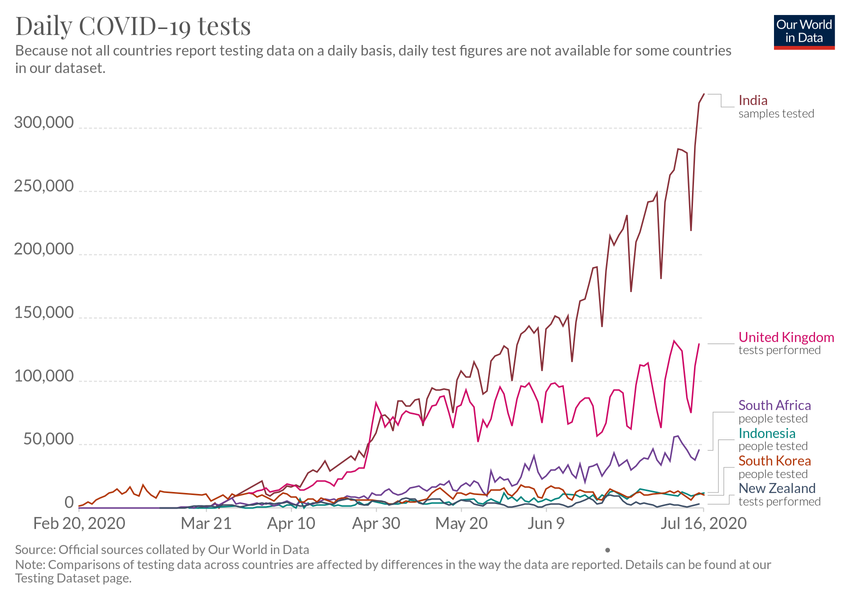 Daily COVID-19 tests
Our World
in Data
Because not all countries report testing data on a daily basis, daily test figures are not available for some countries
in our dataset.
India
samples tested
300,000
250,000
200,000
150,000
United Kingdom
tests performed
100,000
South Africa
people tested
50,000
Indonesia
people tested
South Korea
people tested
New Zealand
tests performed
0
Feb 20, 2020
Mar 21
Apr 10
Apr 30
May 20
Jun 9
Jul 16, 2020
Source: Official sources collated by Our World in Data
Note: Comparisons of testing data across countries are affected by differences in the way the data are reported. Details can be found at our
Testing Dataset page.